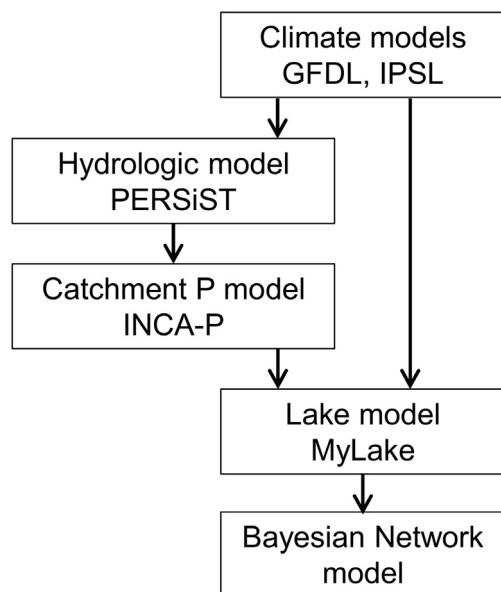 Climate models
GFDL, IPSL
Hydrologic model
PERSiST
Catchment P model
INCA-P
Lake model
MyLake
Bayesian Network
model